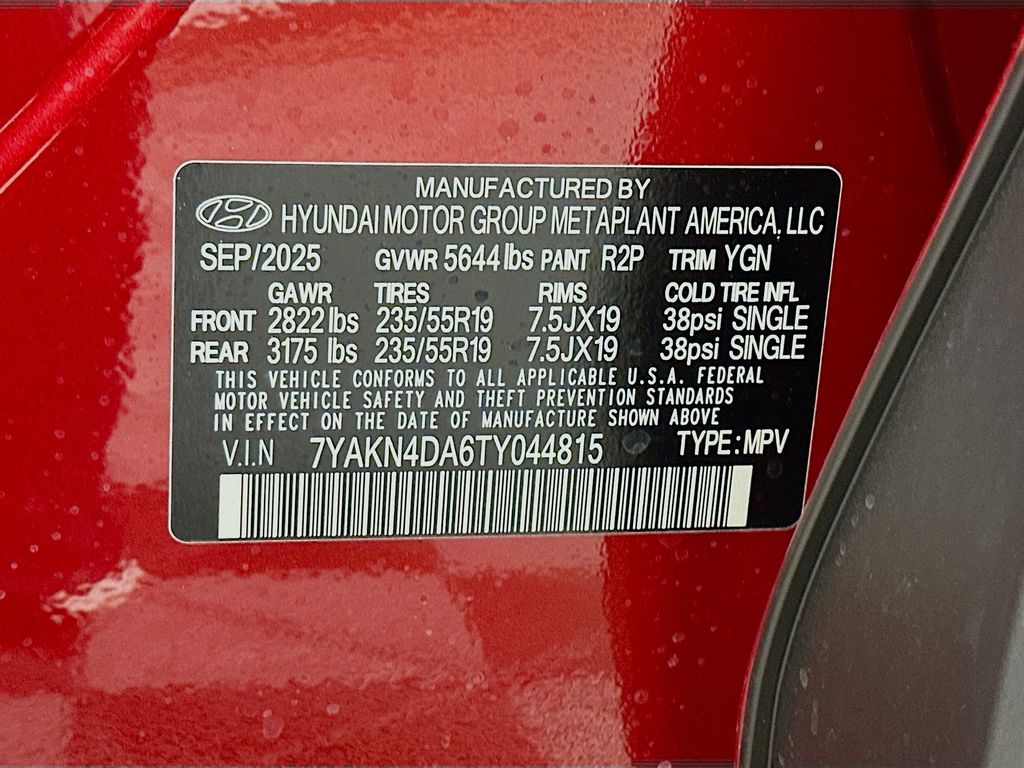 MANUFACTURED BY
HYUNDAI MOTOR GROUP METAPLANT AMERICA, LLC
SEP/2025 GVWR 5644 lbs PAINT R2P TRIM YGN
GAWR TIRES RIMS COLD TIRE INFL
FRONT 2822 lbs 235/55R19 7.5JX19 38psi SINGLE
REAR 3175 lbs 235/55R19 7.5JX19 38psi SINGLE
THIS VEHICLE CONFORMS TO ALL APPLICABLE U.S.A. FEDERAL
MOTOR VEHICLE SAFETY AND THEFT PREVENTION STANDARDS
IN EFFECT ON THE DATE OF MANUFACTURE SHOWN ABOVE
V.I.N 7YAKN4DA6TY044815 TYPE: MPV